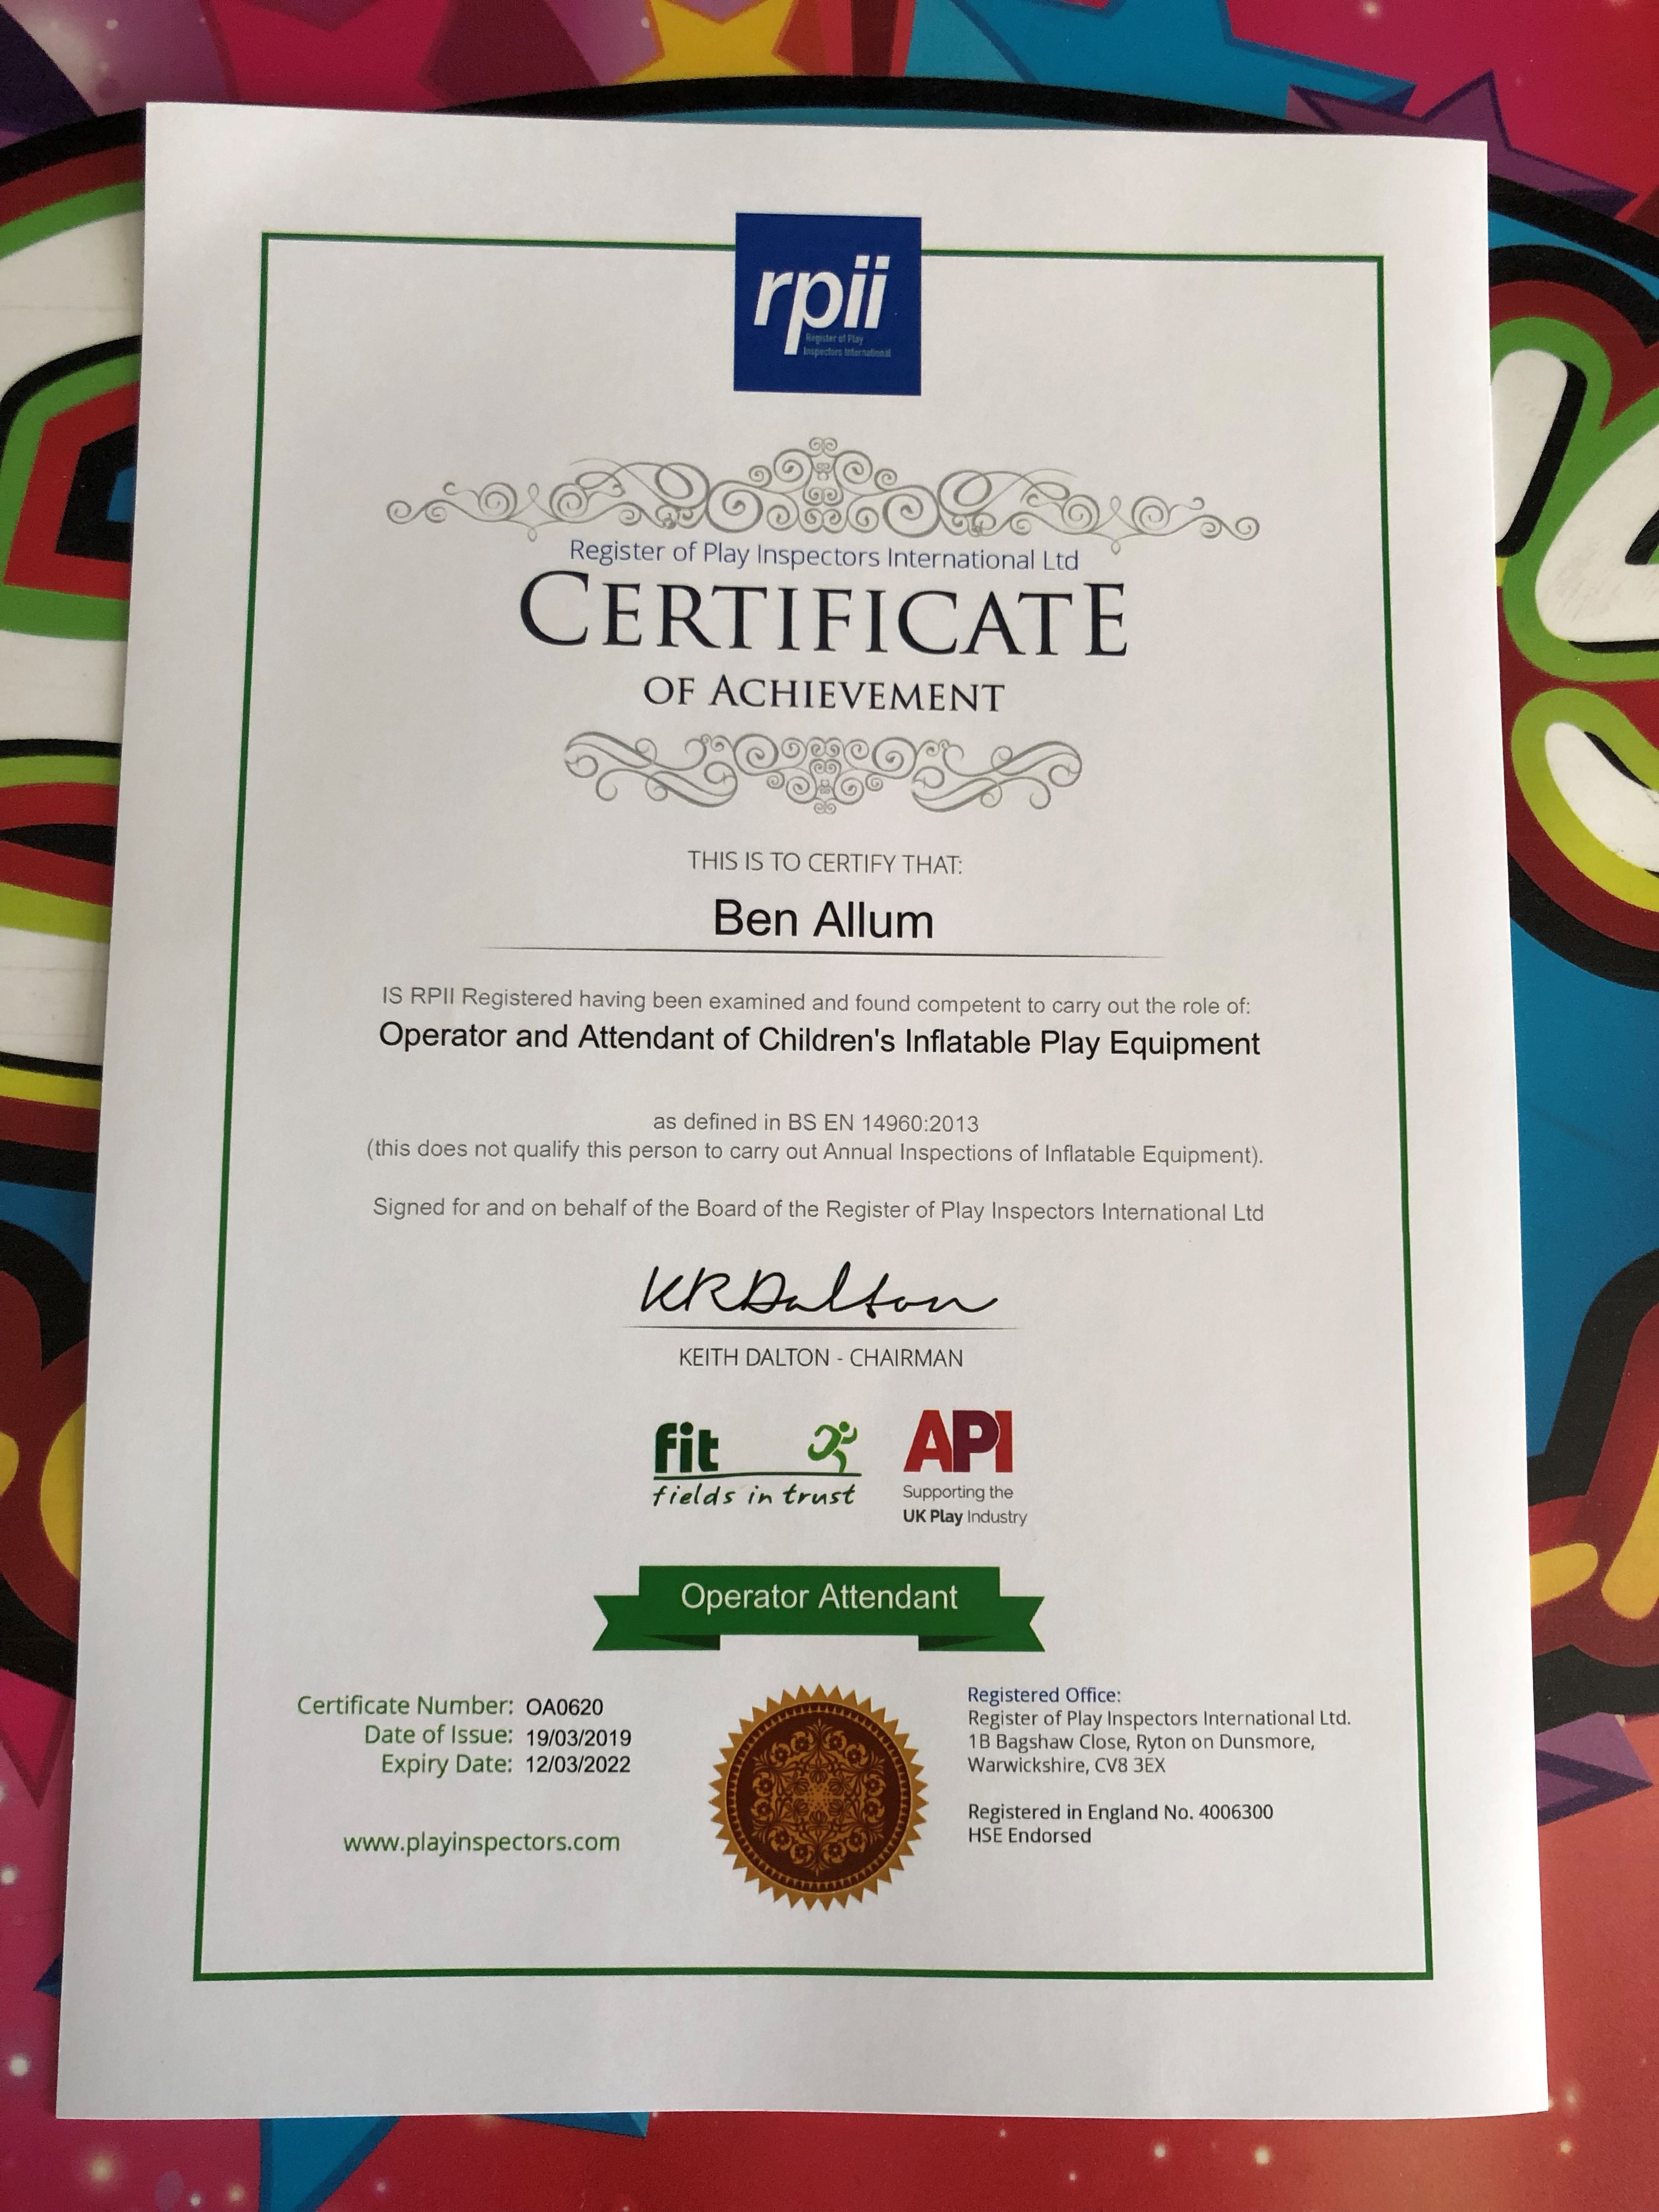 rpii
Register of Play
Inspectors International
Register of Play Inspectors International Ltd
CERTIFICATE
OF ACHIEVEMENT
THIS IS TO CERTIFY THAT:
Ben Allum
IS RPII Registered having been examined and found competent to carry out the role of:
Operator and Attendant of Children's Inflatable Play Equipment
as defined in BS EN 14960:2013
(this does not qualify this person to carry out Annual Inspections of Inflatable Equipment).
Signed for and on behalf of the Board of the Register of Play Inspectors International Ltd
KRDalton
KEITH DALTON - CHAIRMAN
fit
fields in trust
API
Supporting the
UK Play Industry
Operator Attendant
Certificate Number: OA0620
Date of Issue: 19/03/2019
Expiry Date: 12/03/2022
www.playinspectors.com
Registered Office:
Register of Play Inspectors International Ltd.
1B Bagshaw Close, Ryton on Dunsmore,
Warwickshire, CV8 3EX
Registered in England No. 4006300
HSE Endorsed